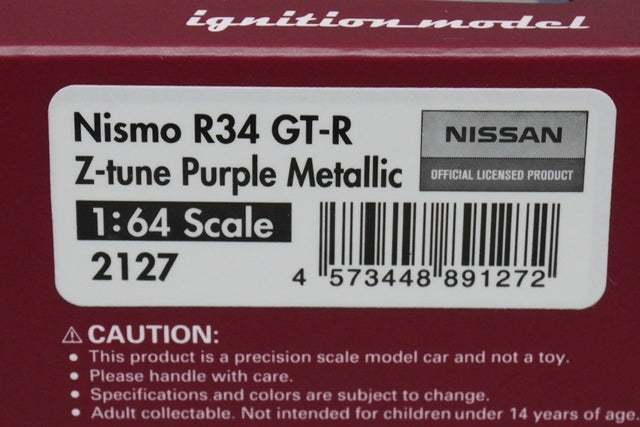 ignition model
Nismo R34 GT-R
Z-tune Purple Metallic
NISSAN
OFFICIAL LICENSED PRODUCT
1:64 Scale
2127
4 573448 891272
⚠ CAUTION:
• This product is a precision scale model car and not a toy.
• Please handle with care.
• Specifications and colors are subject to change.
• Adult collectable. Not intended for children under 14 years of age.